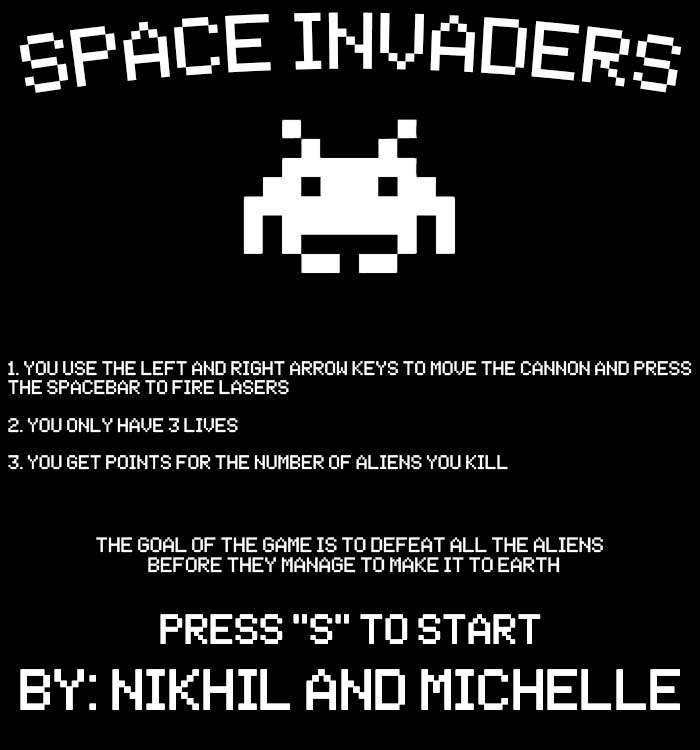 SPACE INVADERS
1. YOU USE THE LEFT AND RIGHT ARROW KEYS TO MOVE THE CANNON AND PRESS
THE SPACEBAR TO FIRE LASERS
2. YOU ONLY HAVE 3 LIVES
3. YOU GET POINTS FOR THE NUMBER OF ALIENS YOU KILL
THE GOAL OF THE GAME IS TO DEFEAT ALL THE ALIENS
BEFORE THEY MANAGE TO MAKE IT TO EARTH
PRESS "S" TO START
BY: NIKHIL AND MICHELLE